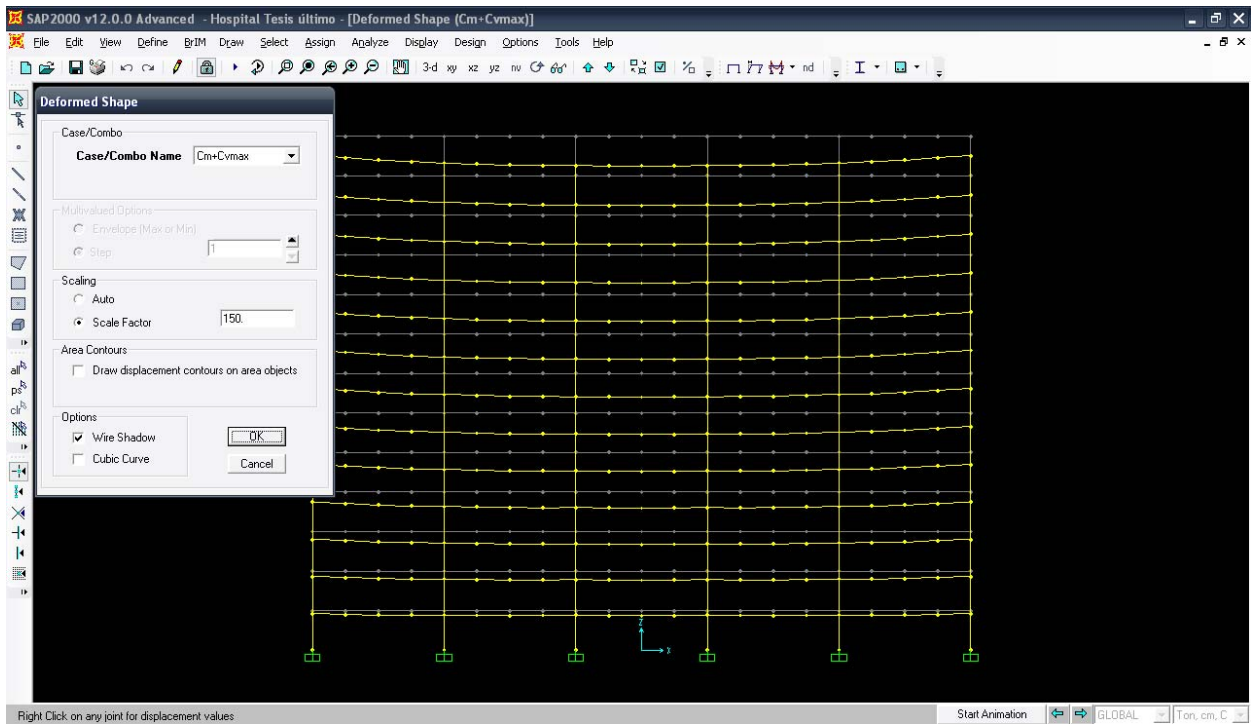 SAP2000 v12.0.0 Advanced - Hospital Tesis último - [Deformed Shape (Cm+Cvmax)]
File Edit View Define BrIM Draw Select Assign Analyze Display Design Options Tools Help
3-d xy xz yz nv nd
Deformed Shape
Case/Combo
Case/Combo Name Cm+Cvmax
Multivalued Options
Envelope (Max or Min)
Step 1
Scaling
Auto
Scale Factor 150.
Area Contours
Draw displacement contours on area objects
Options
Wire Shadow OK
Cubic Curve Cancel
all
ps
clr
Z
X
Right Click on any joint for displacement values Start Animation GLOBAL Ton, cm, C